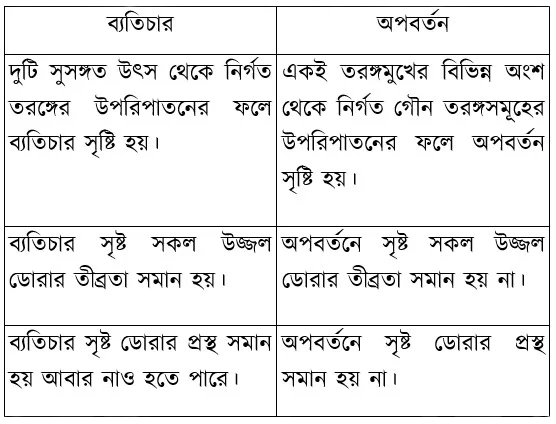 ব্যতিচার
অপবর্তন
দুটি সুসঙ্গত উৎস থেকে নির্গত
তরঙ্গের উপরিপাতনের ফলে
ব্যতিচার সৃষ্টি হয়।
একই তরঙ্গমুখের বিভিন্ন অংশ
থেকে নির্গত গৌন তরঙ্গসমূহের
উপরিপাতনের ফলে অপবর্তন
সৃষ্টি হয়।
ব্যতিচার সৃষ্ট সকল উজ্জল
ডোরার তীব্রতা সমান হয়।
অপবর্তনে সৃষ্ট সকল উজ্জল
ডোরার তীব্রতা সমান হয় না।
ব্যতিচার সৃষ্ট ডোরার প্রস্থ সমান
হয় আবার নাও হতে পারে।
অপবর্তনে সৃষ্ট ডোরার প্রস্থ
সমান হয় না।